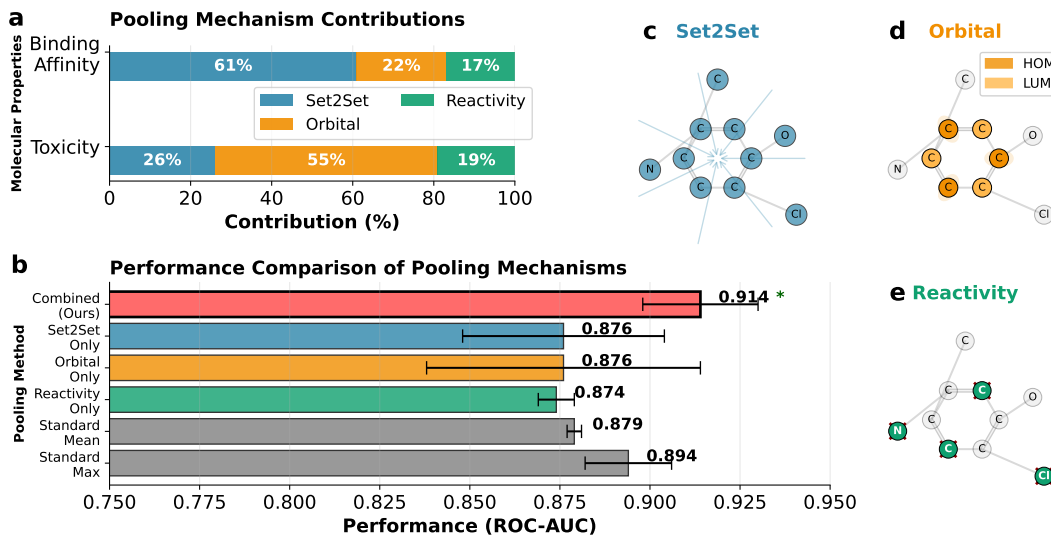 a
Pooling Mechanism Contributions
Molecular Properties
Binding
Affinity
61%
22%
17%
Set2Set
Reactivity
Orbital
Toxicity
26%
55%
19%
0
20
40
60
80
100
Contribution (%)
c
Set2Set
C
C
C
O
C
C
N
C
C
Cl
d
Orbital
HOM
LUM
C
C
C
O
C
C
N
C
C
Cl
b
Performance Comparison of Pooling Mechanisms
Pooling Method
Combined
(Ours)
0.914 *
Set2Set
Only
0.876
Orbital
Only
0.876
Reactivity
Only
0.874
Standard
Mean
0.879
Standard
Max
0.894
0.750
0.775
0.800
0.825
0.850
0.875
0.900
0.925
0.950
Performance (ROC-AUC)
e
Reactivity
C
C
C
O
C
C
N
C
C
Cl